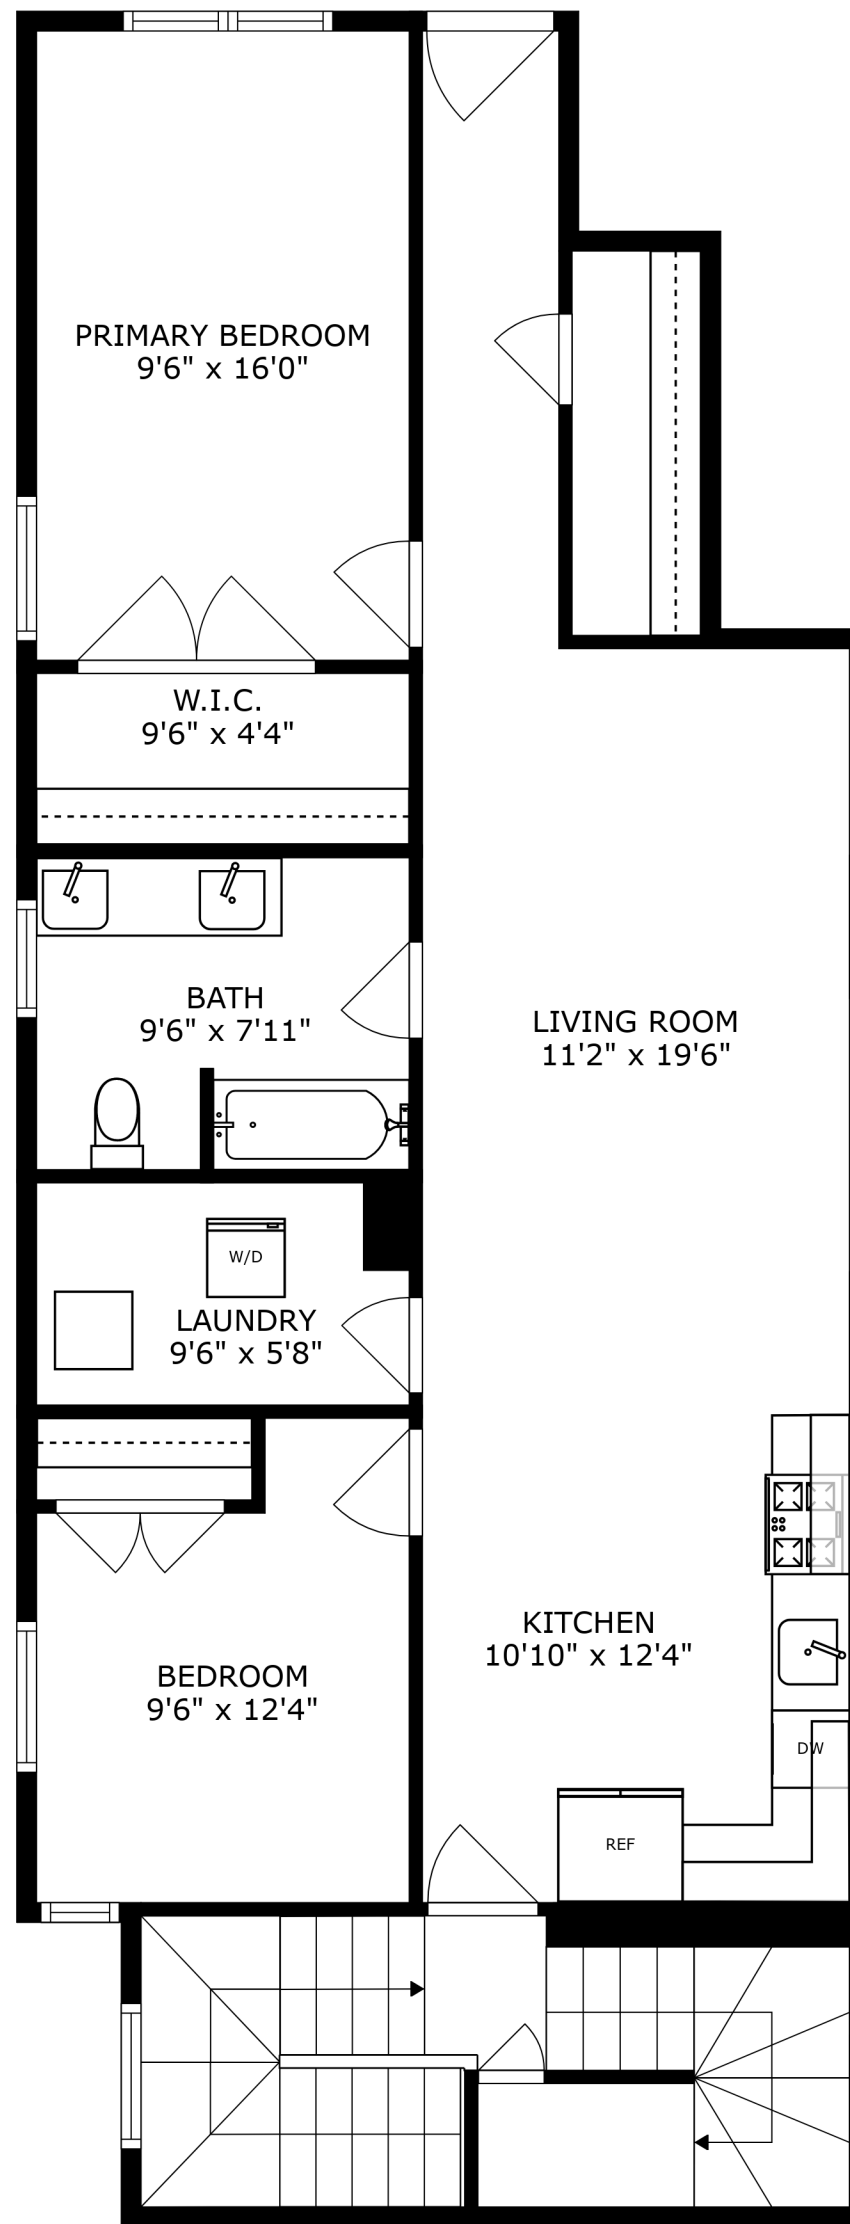 PRIMARY BEDROOM
9'6" x 16'0"
W.I.C.
9'6" x 4'4"
BATH
9'6" x 7'11"
LIVING ROOM
11'2" x 19'6"
W/D
LAUNDRY
9'6" x 5'8"
KITCHEN
10'10" x 12'4"
BEDROOM
9'6" x 12'4"
DW
REF